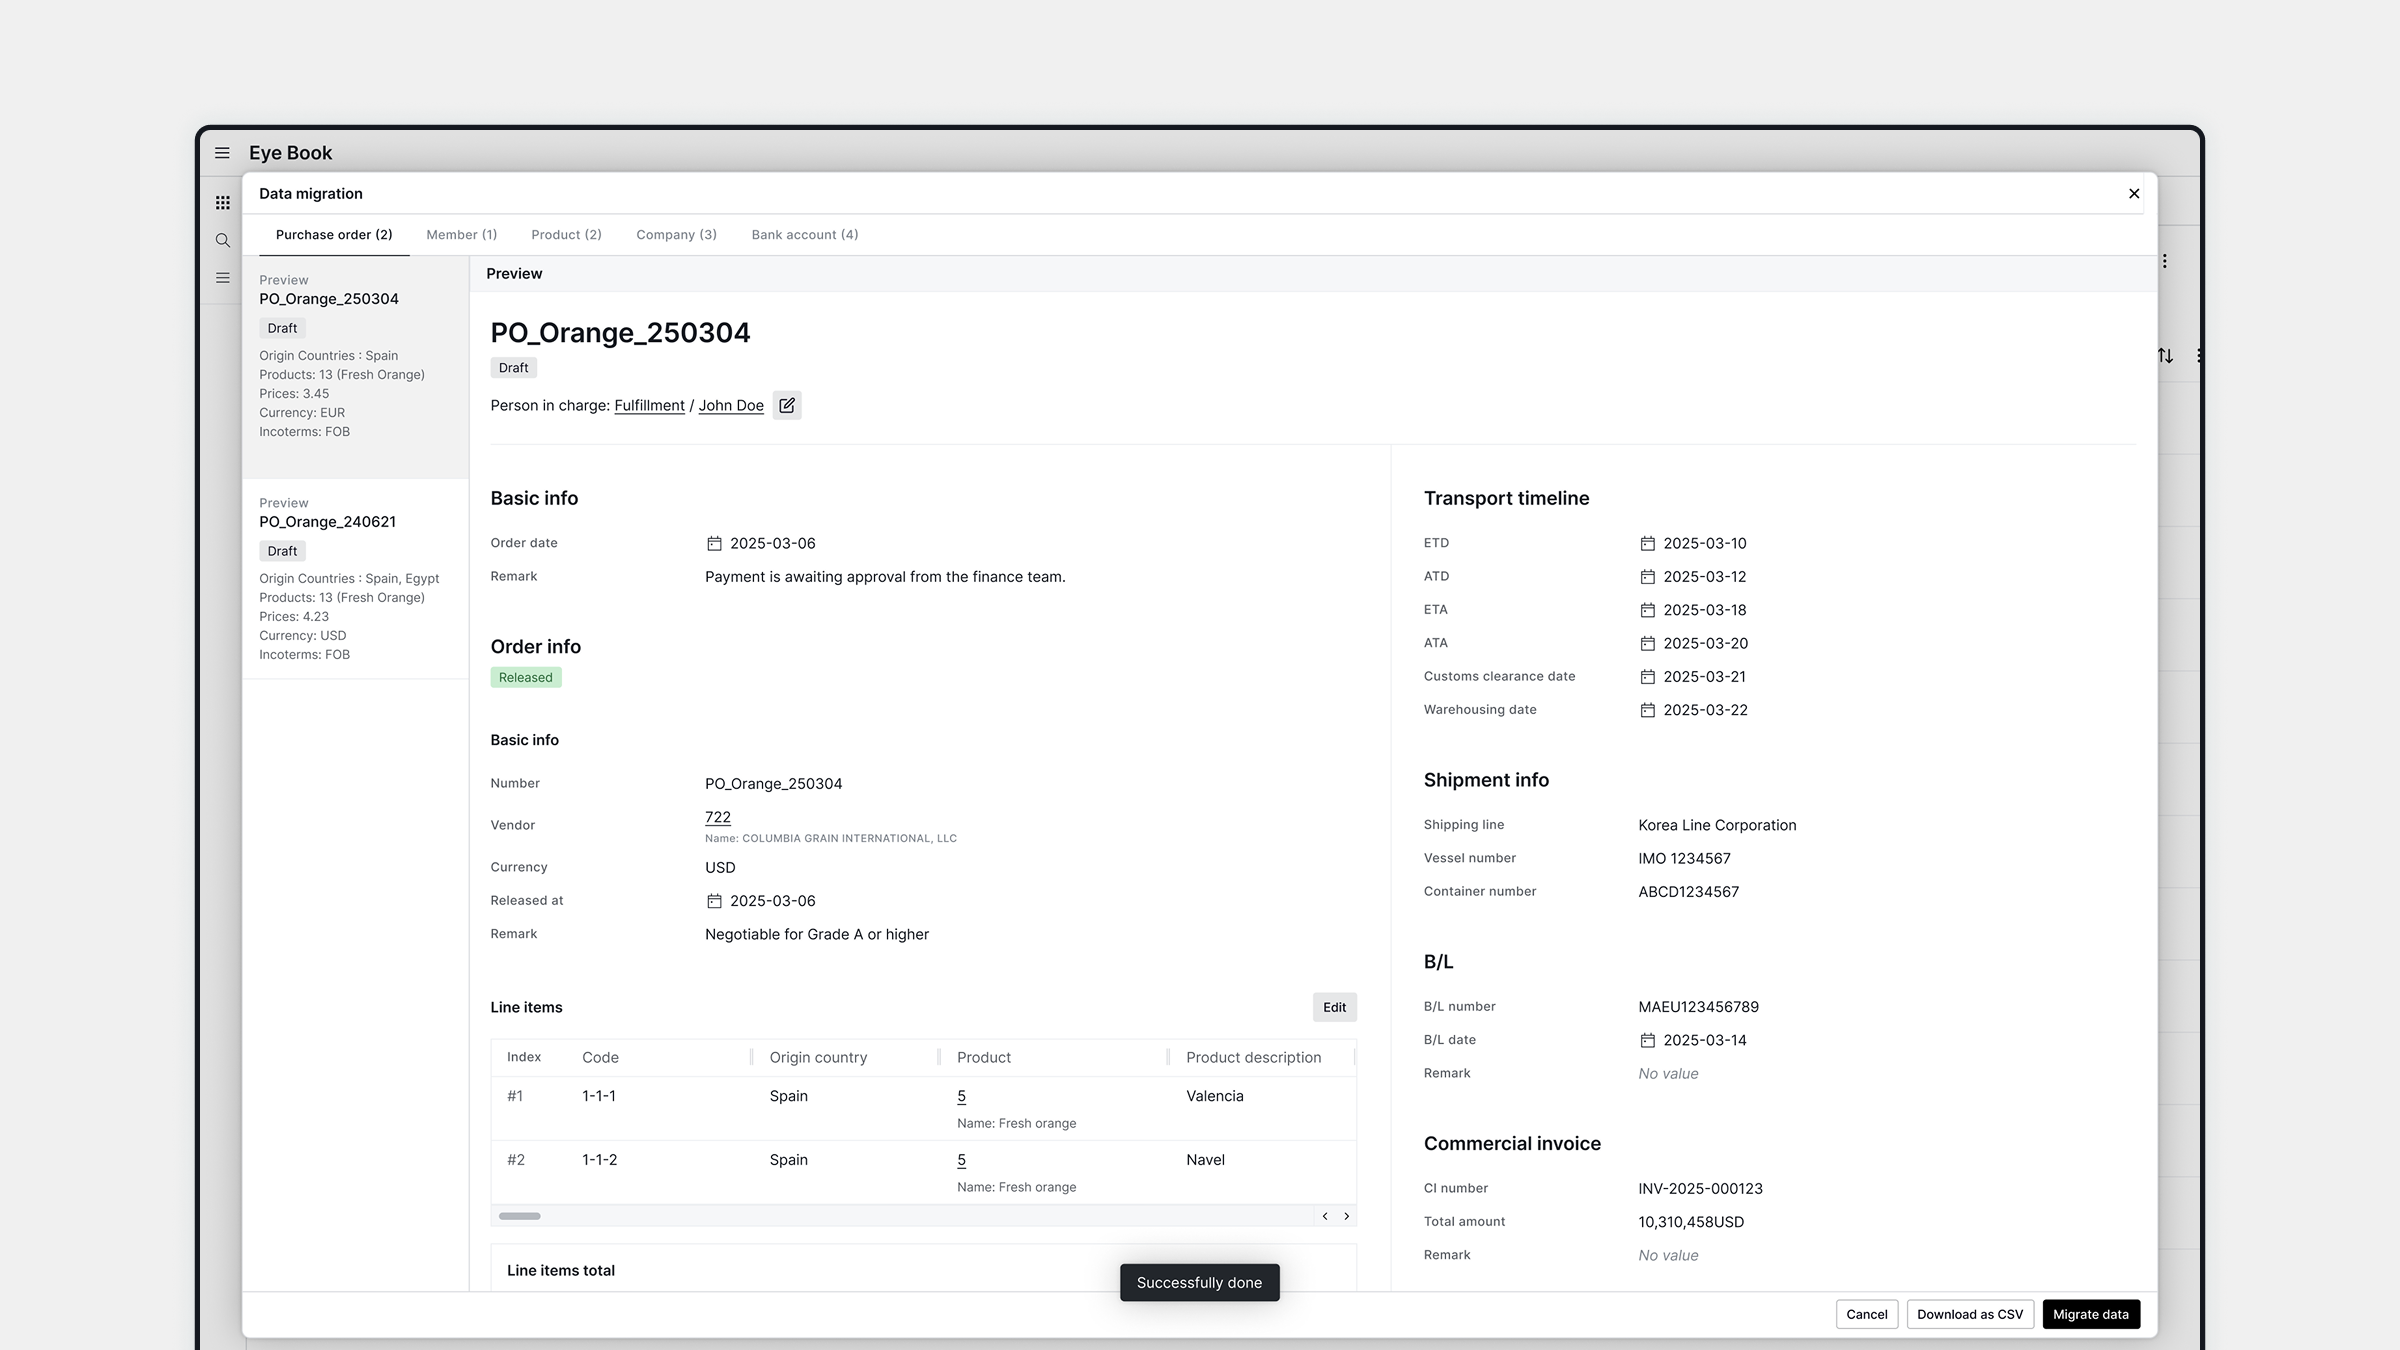 Eye Book
Data migration
Purchase order (2) Member (1) Product (2) Company (3) Bank account (4)
Preview
PO_Orange_250304
Draft
Origin Countries : Spain
Products: 13 (Fresh Orange)
Prices: 3.45
Currency: EUR
Incoterms: FOB
Preview
PO_Orange_240621
Draft
Origin Countries : Spain, Egypt
Products: 13 (Fresh Orange)
Prices: 4.23
Currency: USD
Incoterms: FOB
Preview
PO_Orange_250304
Draft
Person in charge: Fulfillment / John Doe
Basic info
Order date 2025-03-06
Remark Payment is awaiting approval from the finance team.
Order info
Released
Basic info
Number PO_Orange_250304
Vendor 722
Name: COLUMBIA GRAIN INTERNATIONAL, LLC
Currency USD
Released at 2025-03-06
Remark Negotiable for Grade A or higher
Line items Edit
Index Code Origin country Product Product description
#1 1-1-1 Spain 5 Valencia
Name: Fresh orange
#2 1-1-2 Spain 5 Navel
Name: Fresh orange
Line items total
Transport timeline
ETD 2025-03-10
ATD 2025-03-12
ETA 2025-03-18
ATA 2025-03-20
Customs clearance date 2025-03-21
Warehousing date 2025-03-22
Shipment info
Shipping line Korea Line Corporation
Vessel number IMO 1234567
Container number ABCD1234567
B/L
B/L number MAEU123456789
B/L date 2025-03-14
Remark No value
Commercial invoice
CI number INV-2025-000123
Total amount 10,310,458USD
Remark No value
Successfully done
Cancel Download as CSV Migrate data